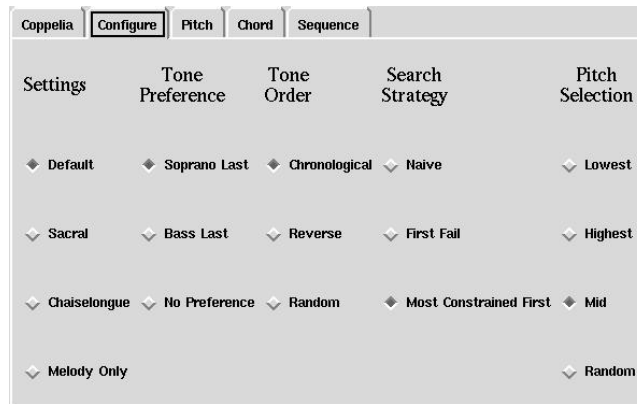 Coppelia Configure Pitch Chord Sequence
Settings Tone Preference Tone Order Search Strategy Pitch Selection
Default Soprano Last Chronological Naive Lowest
Sacral Bass Last Reverse First Fail Highest
Chaiselongue No Preference Random Most Constrained First Mid
Melody Only Random